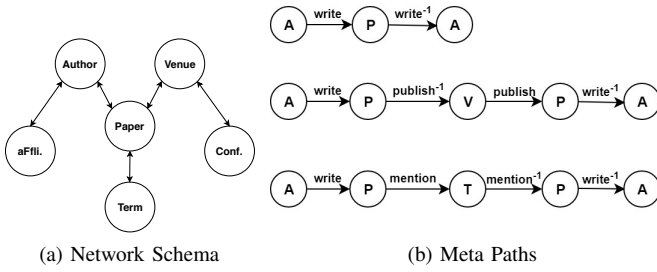 Author
Venue
Paper
aFfli.
Conf.
Term
(a) Network Schema
write write⁻¹
A P A
write publish⁻¹ publish write⁻¹
A P V P A
write mention mention⁻¹ write⁻¹
A P T P A
(b) Meta Paths